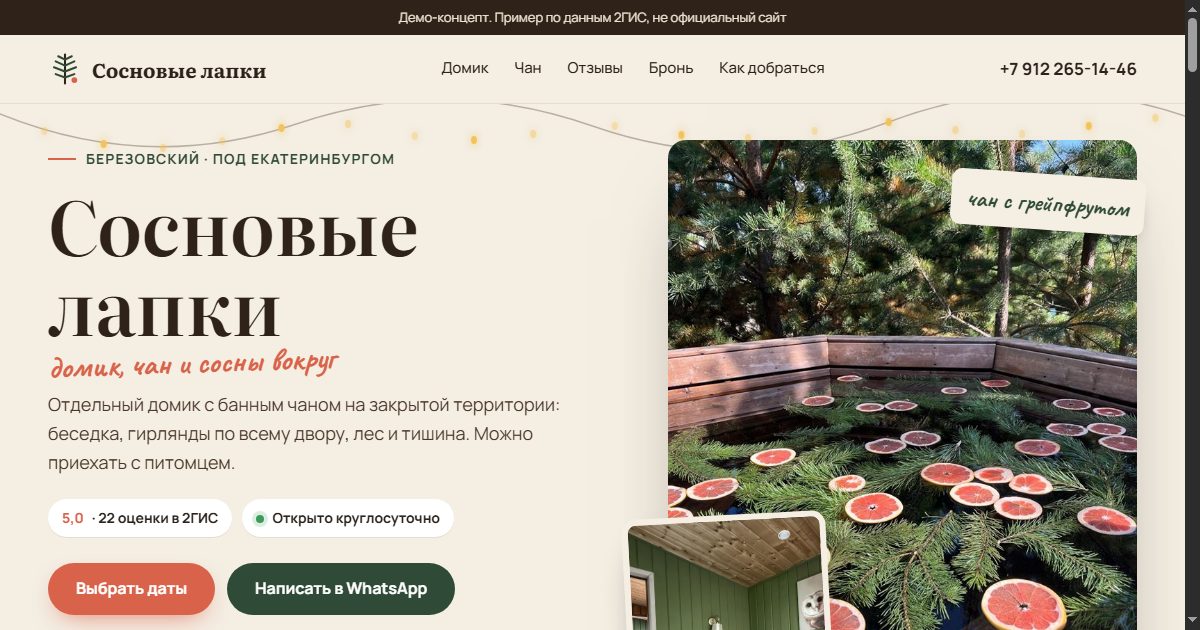 Демо-концепт. Пример по данным 2ГИС, не официальный сайт
Сосновые лапки
Домик
Чан
Отзывы
Бронь
Как добраться
+7 912 265-14-46
БЕРЕЗОВСКИЙ · ПОД ЕКАТЕРИНБУРГОМ
Сосновые
лапки
домик, чан и сосны вокруг
Отдельный домик с банным чаном на закрытой территории:
беседка, гирлянды по всему двору, лес и тишина. Можно
приехать с питомцем.
5,0 · 22 оценки в 2ГИС
Открыто круглосуточно
Выбрать даты
Написать в WhatsApp
чан с грейпфрутом